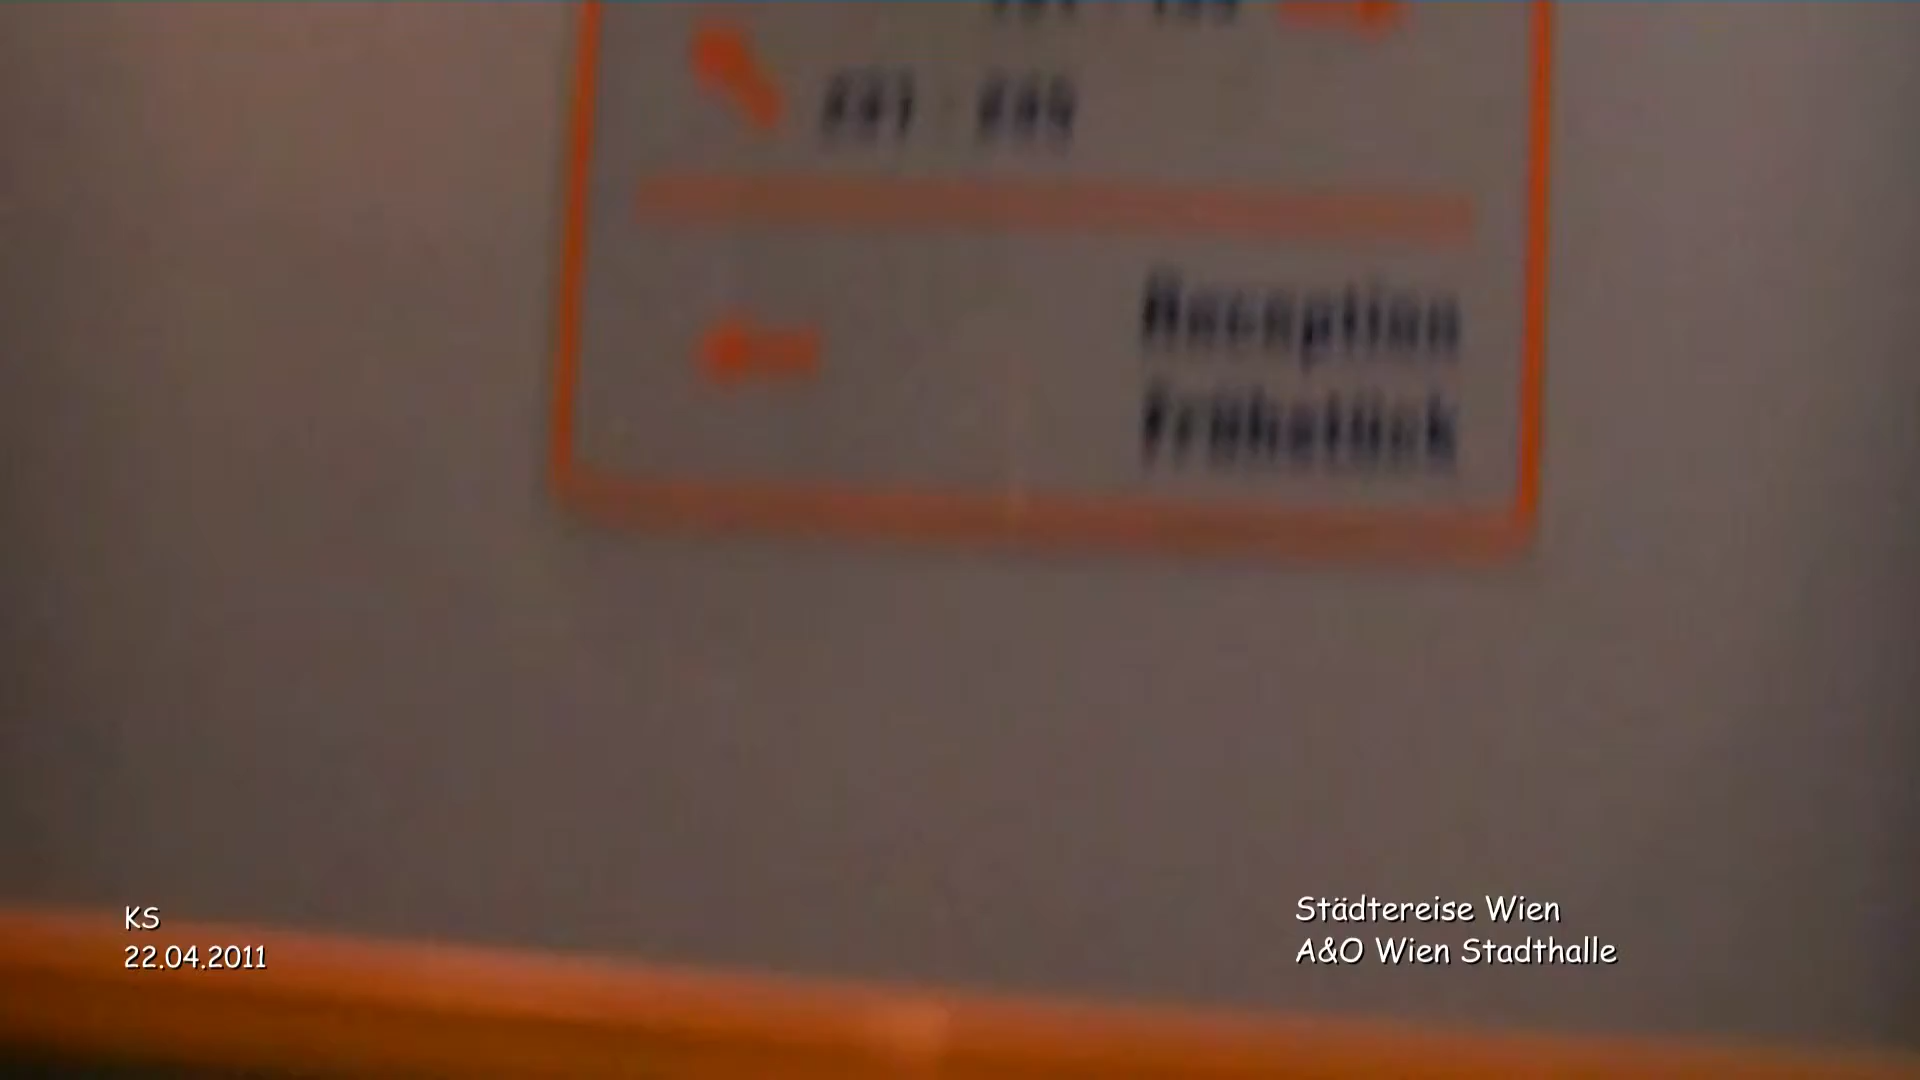 Reception
Frühstück
KS
22.04.2011
Städtereise Wien
A&O Wien Stadthalle